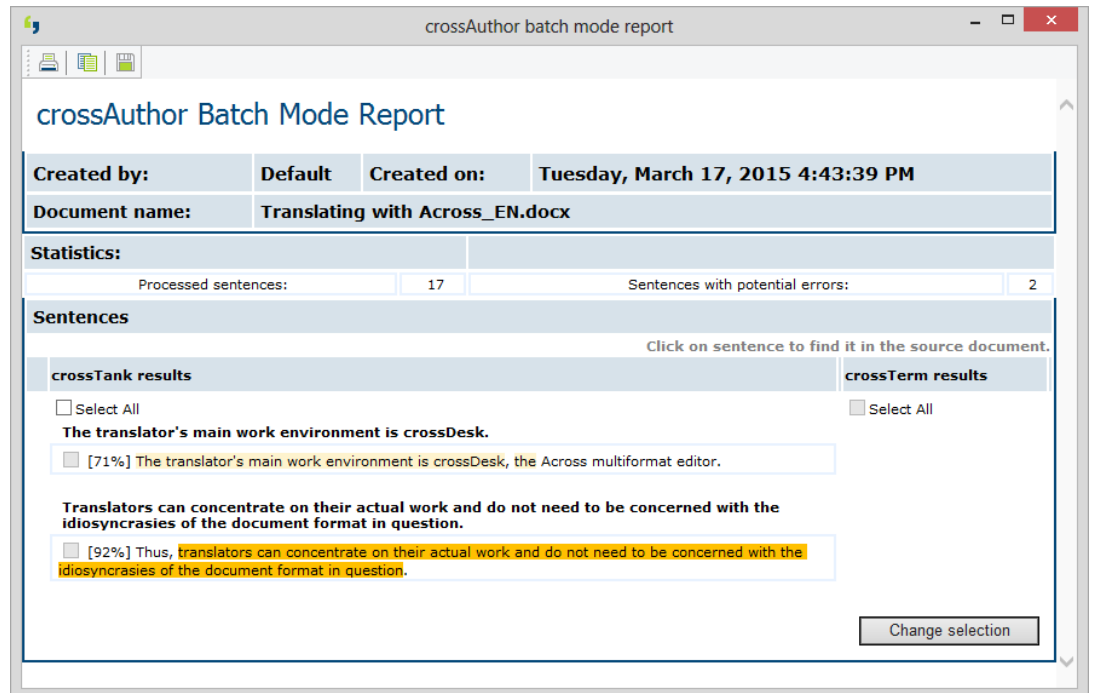 crossAuthor batch mode report
crossAuthor Batch Mode Report
Created by: Default Created on: Tuesday, March 17, 2015 4:43:39 PM
Document name: Translating with Across_EN.docx
Statistics:
Processed sentences: 17 Sentences with potential errors: 2
Sentences
Click on sentence to find it in the source document.
crossTank results crossTerm results
Select All Select All
The translator's main work environment is crossDesk.
[71%] The translator's main work environment is crossDesk, the Across multiformat editor.
Translators can concentrate on their actual work and do not need to be concerned with the
idiosyncrasies of the document format in question.
[92%] Thus, translators can concentrate on their actual work and do not need to be concerned with the
idiosyncrasies of the document format in question.
Change selection